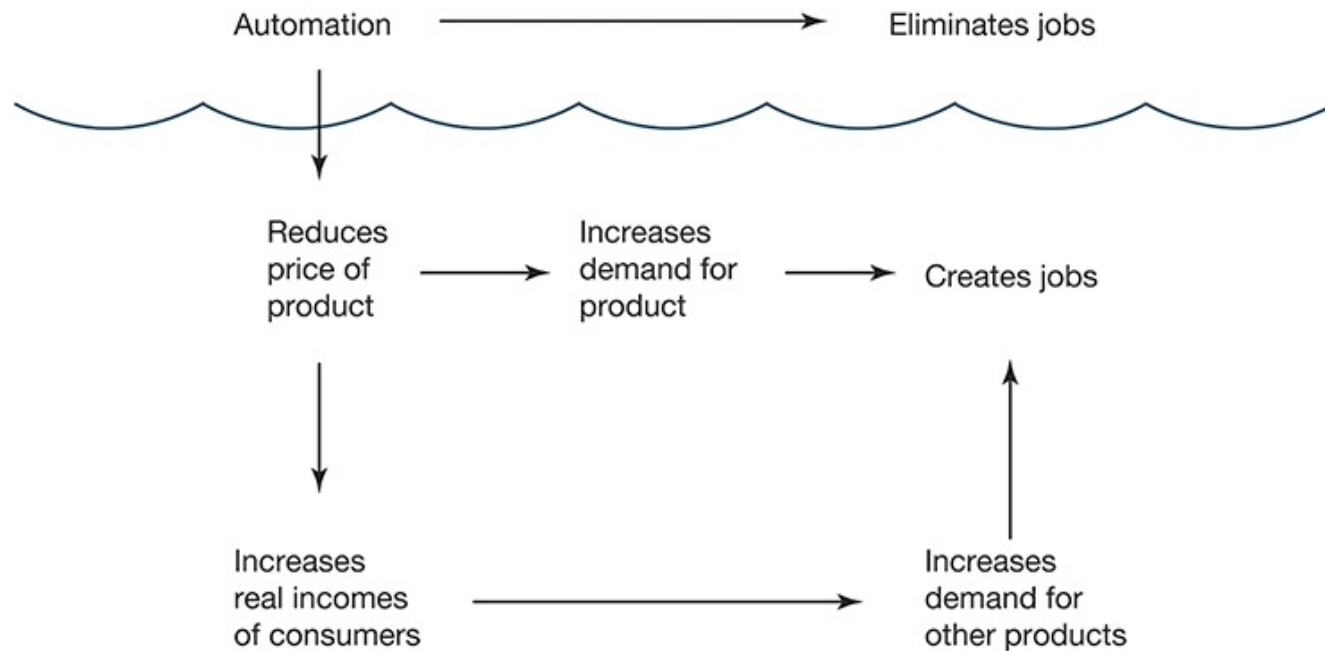 Automation
Eliminates jobs
Reduces
price of
product
Increases
demand for
product
Creates jobs
Increases
real incomes
of consumers
Increases
demand for
other products